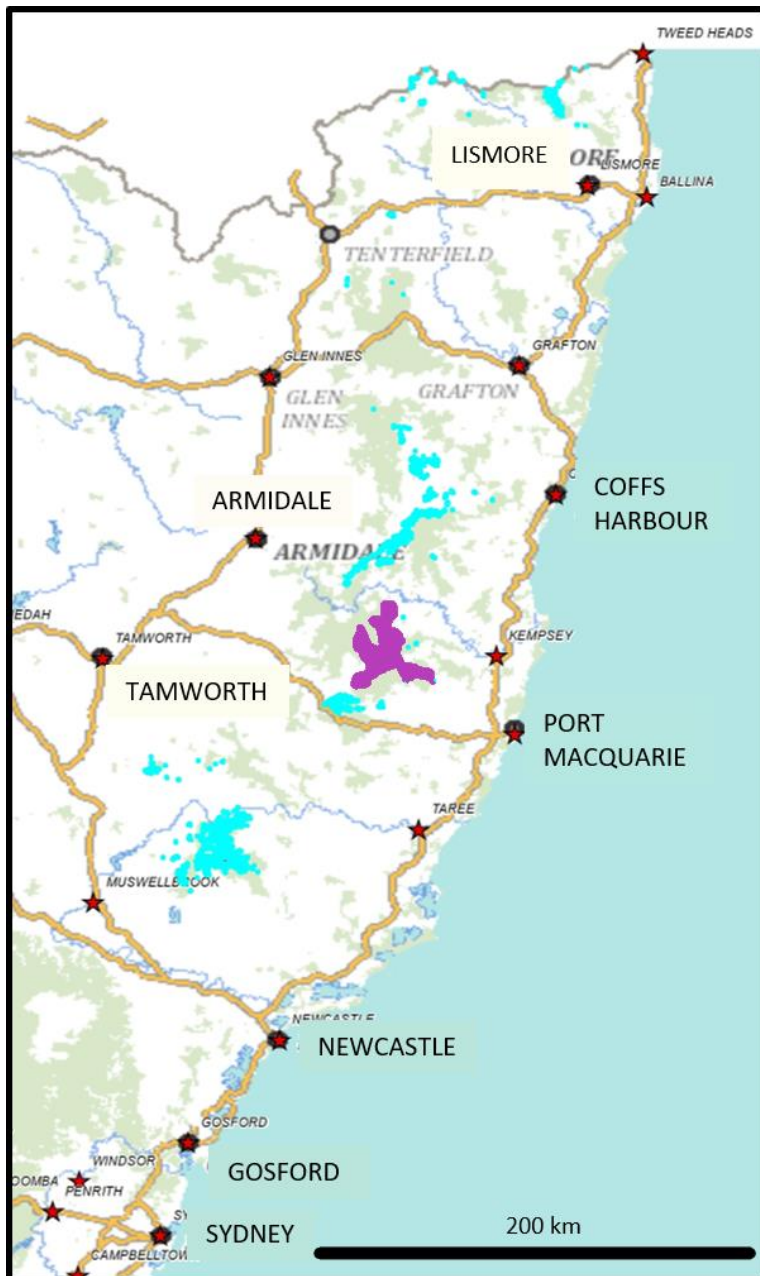 TWEED HEADS
LISMORE
LISMORE
BALLINA
TENTERFIELD
GLEN INNES
GRAFTON
GLEN
INNES
GRAFTON
ARMIDALE
COFFS
HARBOUR
ARMIDALE
KEMPSEY
TAMWORTH
TAMWORTH
PORT
MACQUARIE
TAREE
MUSWELLBROOK
NEWCASTLE
NEWCASTLE
GOSFORD
WINDSOR
GOSFORD
PENRITH
SYDNEY
200 km